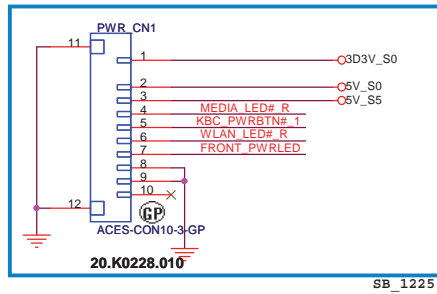 PWR_CN1
11
1
3D3V_S0
2
5V_S0
3
5V_S5
4
MEDIA_LED#_R
5
KBC_PWRBTN#_1
6
WLAN_LED#_R
7
FRONT_PWRLED
8
9
10
12
GP
ACES-CON10-3-GP
20.K0228.010
SB_1225